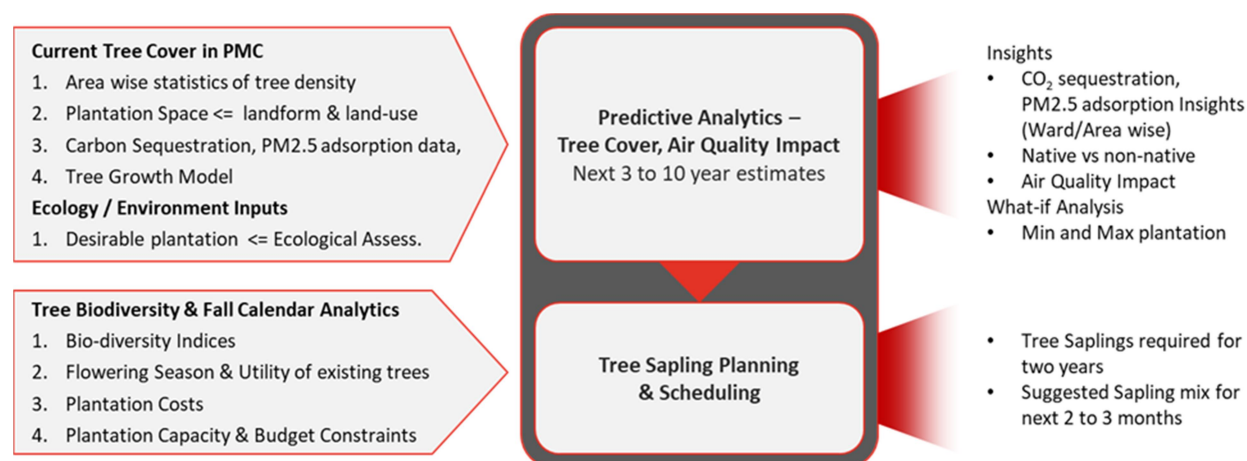 Current Tree Cover in PMC
1. Area wise statistics of tree density
2. Plantation Space <= landform & land-use
3. Carbon Sequestration, PM2.5 adsorption data,
4. Tree Growth Model
Ecology / Environment Inputs
1. Desirable plantation <= Ecological Assess.
Tree Biodiversity & Fall Calendar Analytics
1. Bio-diversity Indices
2. Flowering Season & Utility of existing trees
3. Plantation Costs
4. Plantation Capacity & Budget Constraints
Predictive Analytics –
Tree Cover, Air Quality Impact
Next 3 to 10 year estimates
Tree Sapling Planning
& Scheduling
Insights
• CO₂ sequestration,
PM2.5 adsorption Insights
(Ward/Area wise)
• Native vs non-native
• Air Quality Impact
What-if Analysis
• Min and Max plantation
• Tree Saplings required for
two years
• Suggested Sapling mix for
next 2 to 3 months